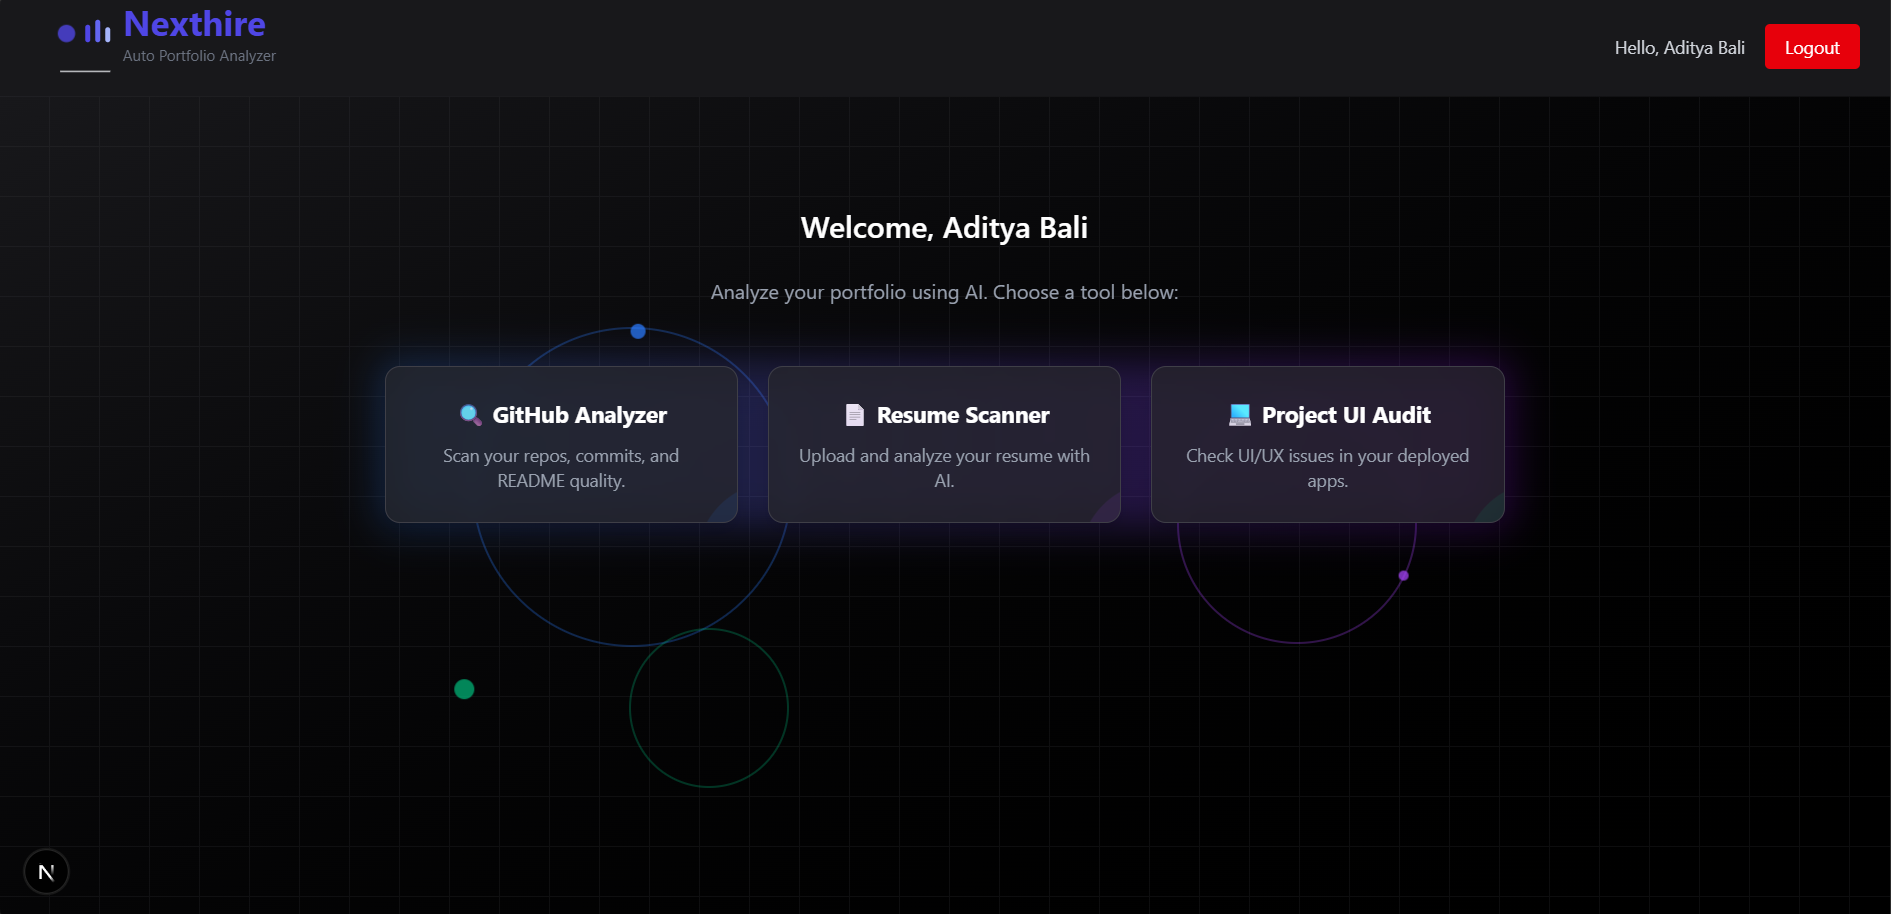 Nexthire
Auto Portfolio Analyzer
Hello, Aditya Bali
Logout
Welcome, Aditya Bali
Analyze your portfolio using AI. Choose a tool below:
GitHub Analyzer
Scan your repos, commits, and
README quality.
Resume Scanner
Upload and analyze your resume with
AI.
Project UI Audit
Check UI/UX issues in your deployed
apps.
N